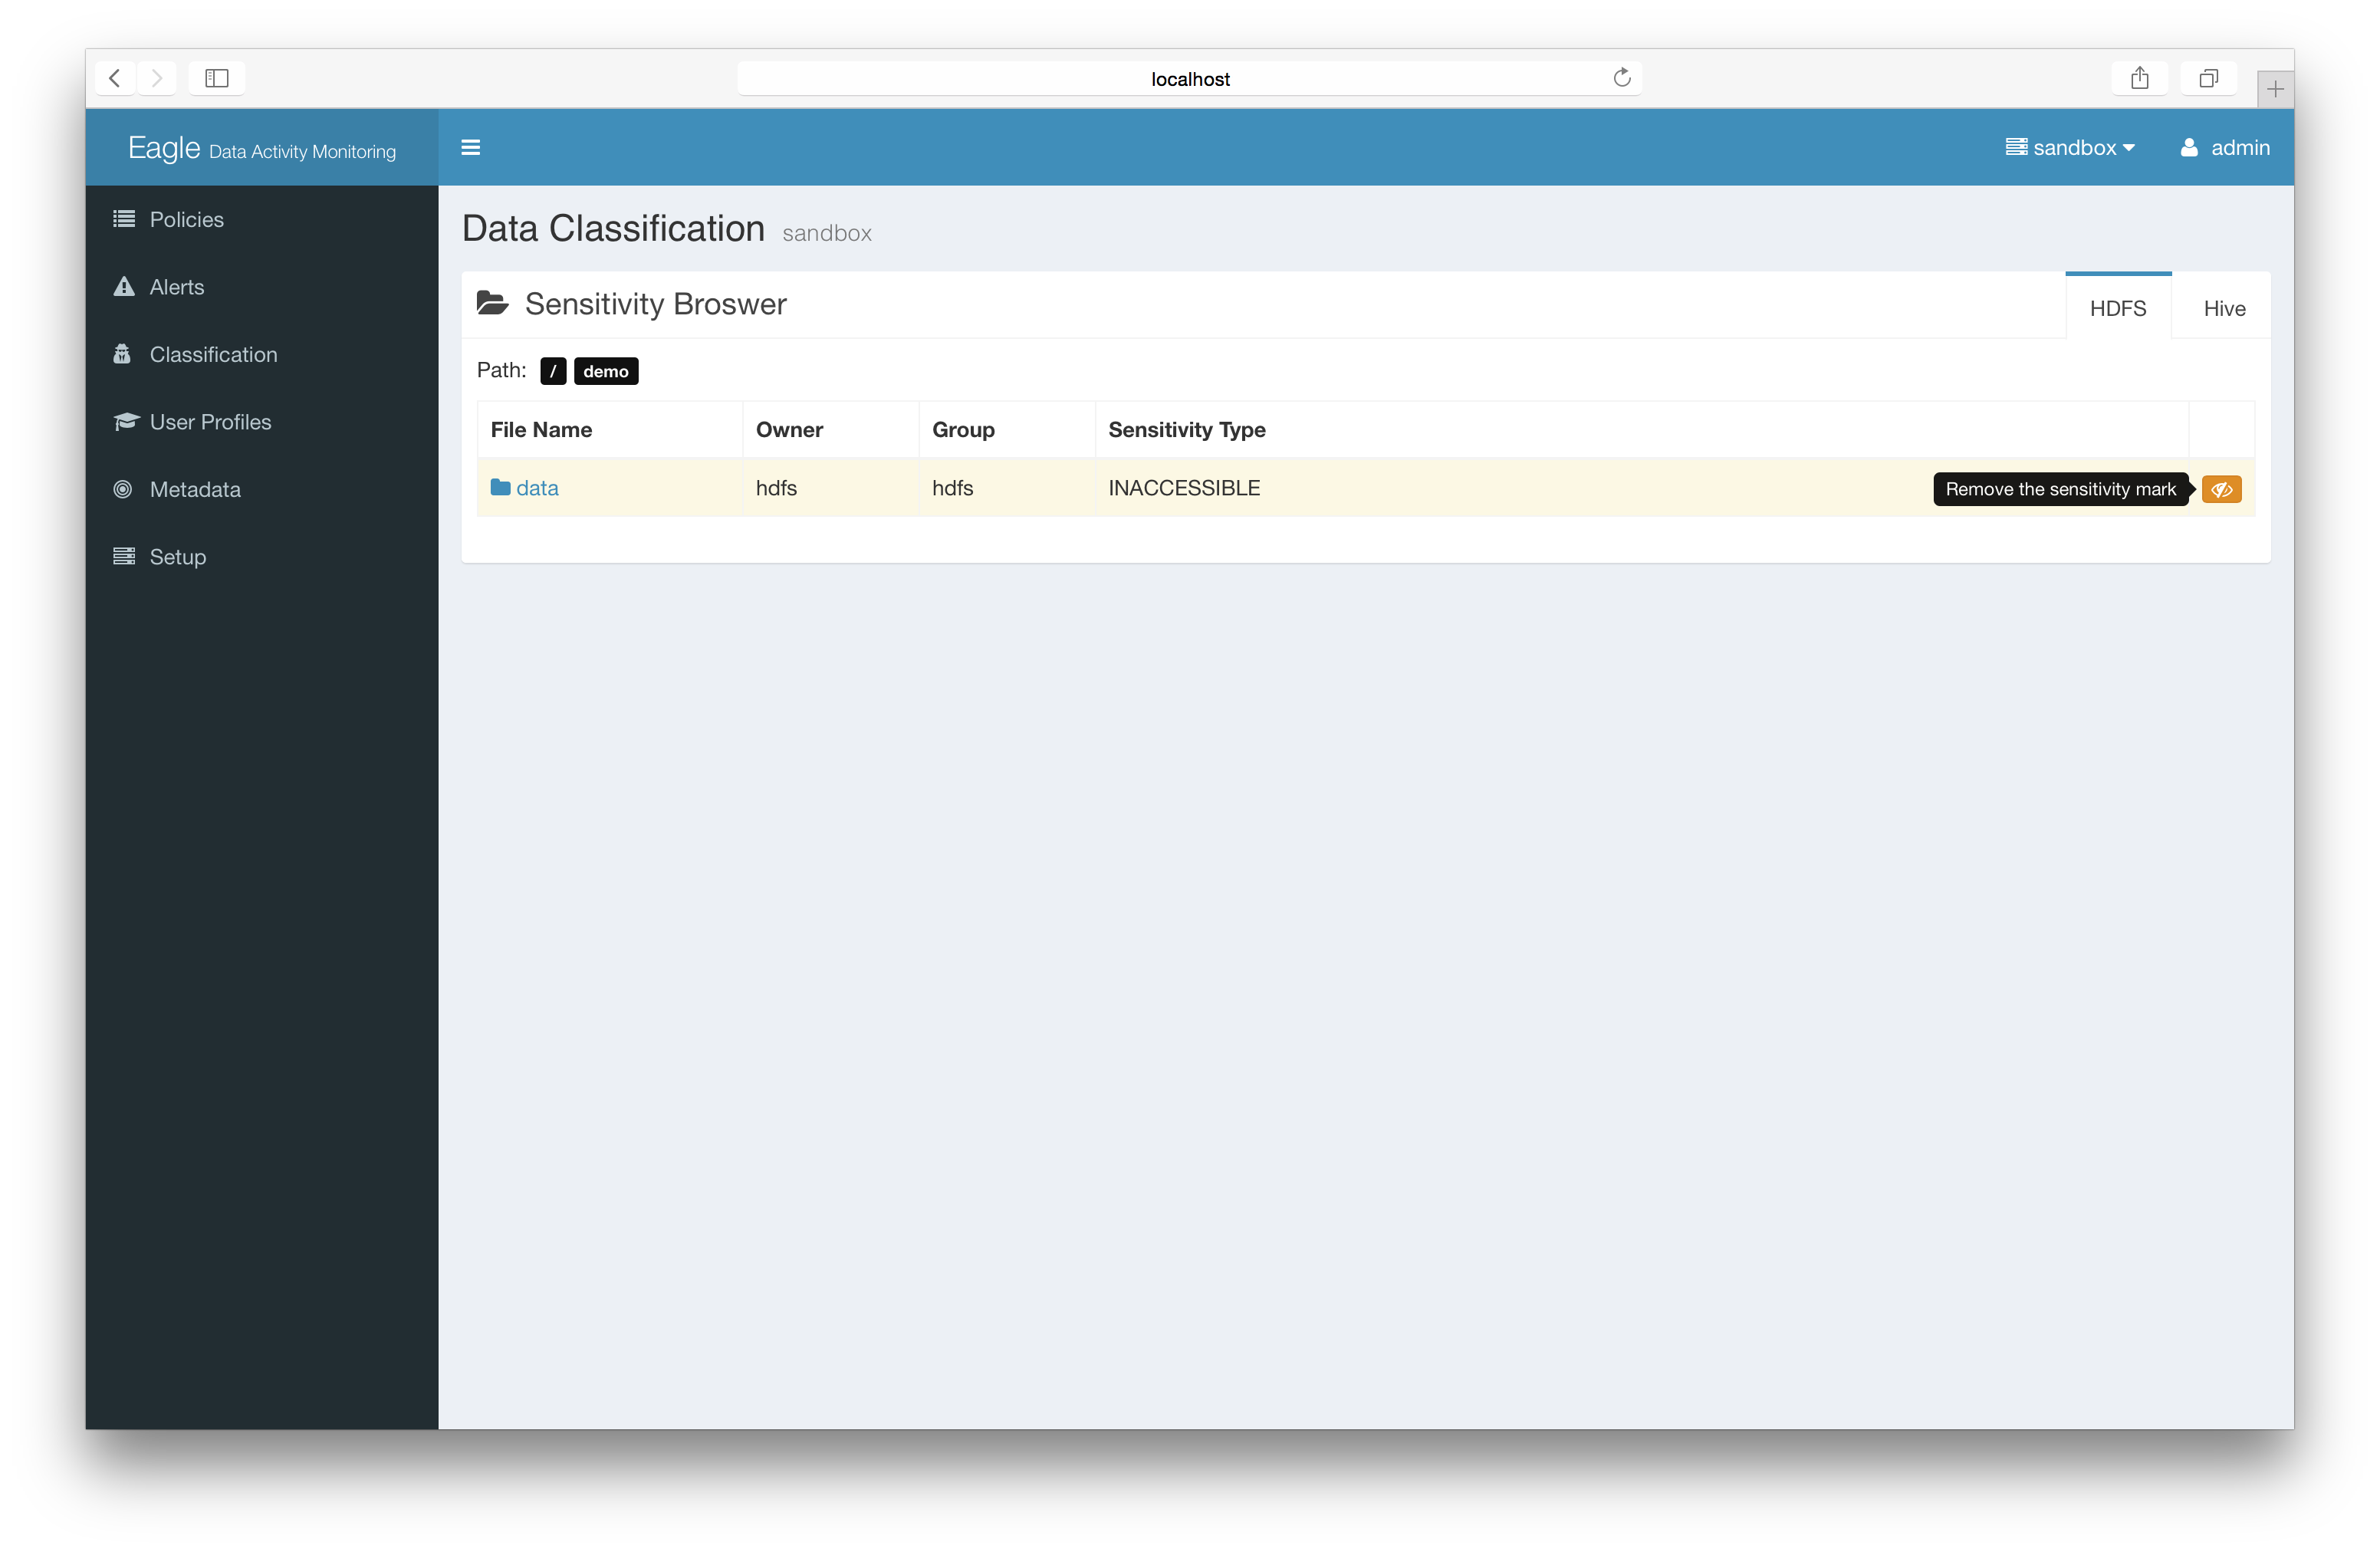 localhost
Eagle Data Activity Monitoring
sandbox admin
Policies
Alerts
Classification
User Profiles
Metadata
Setup
Data Classification sandbox
Sensitivity Broswer
HDFS Hive
Path: / demo
File Name Owner Group Sensitivity Type
data hdfs hdfs INACCESSIBLE Remove the sensitivity mark